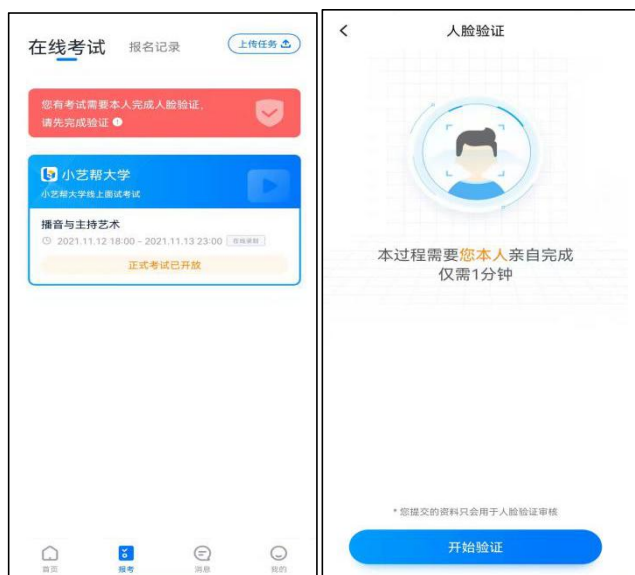 在线考试 报名记录 上传任务
您有考试需要本人完成人脸验证,
请先完成验证
小艺帮大学
小艺帮大学线上面试考试
播音与主持艺术
2021.11.12 18:00 - 2021.11.13 23:00 在线录制
正式考试已开放
首页 报考 消息 我的
人脸验证
本过程需要您本人亲自完成
仅需1分钟
* 您提交的资料只会用于人脸验证审核
开始验证